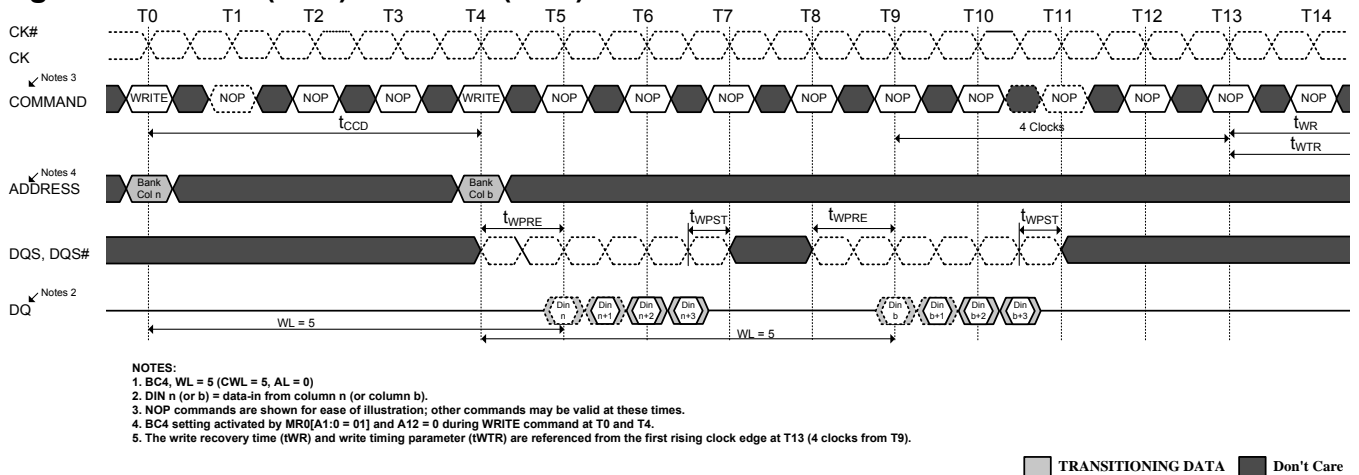 T0 T1 T2 T3 T4 T5 T6 T7 T8 T9 T10 T11 T12 T13 T14
CK#
CK
Notes 3
COMMAND
WRITE NOP NOP NOP WRITE NOP NOP NOP NOP NOP NOP NOP NOP NOP NOP
tCCD
4 Clocks
tWR
tWTR
Notes 4
ADDRESS
Bank Col n
Bank Col b
tWPRE
tWPST
tWPRE
tWPST
DQS, DQS#
Notes 2
DQ
Din n
Din n+1
Din n+2
Din n+3
Din b
Din b+1
Din b+2
Din b+3
WL = 5
WL = 5
NOTES:
1. BC4, WL = 5 (CWL = 5, AL = 0)
2. DIN n (or b) = data-in from column n (or column b).
3. NOP commands are shown for ease of illustration; other commands may be valid at these times.
4. BC4 setting activated by MR0[A1:0 = 01] and A12 = 0 during WRITE command at T0 and T4.
5. The write recovery time (tWR) and write timing parameter (tWTR) are referenced from the first rising clock edge at T13 (4 clocks from T9).
TRANSITIONING DATA
Don't Care